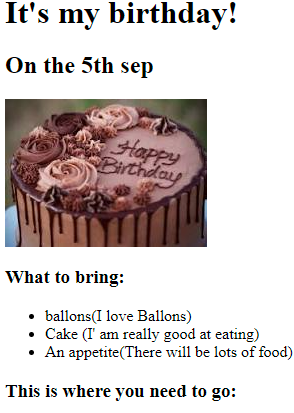 It's my birthday!
On the 5th sep
Happy
Birthday
What to bring:
ballons(I love Ballons)
Cake (I' am really good at eating)
An appetite(There will be lots of food)
This is where you need to go: